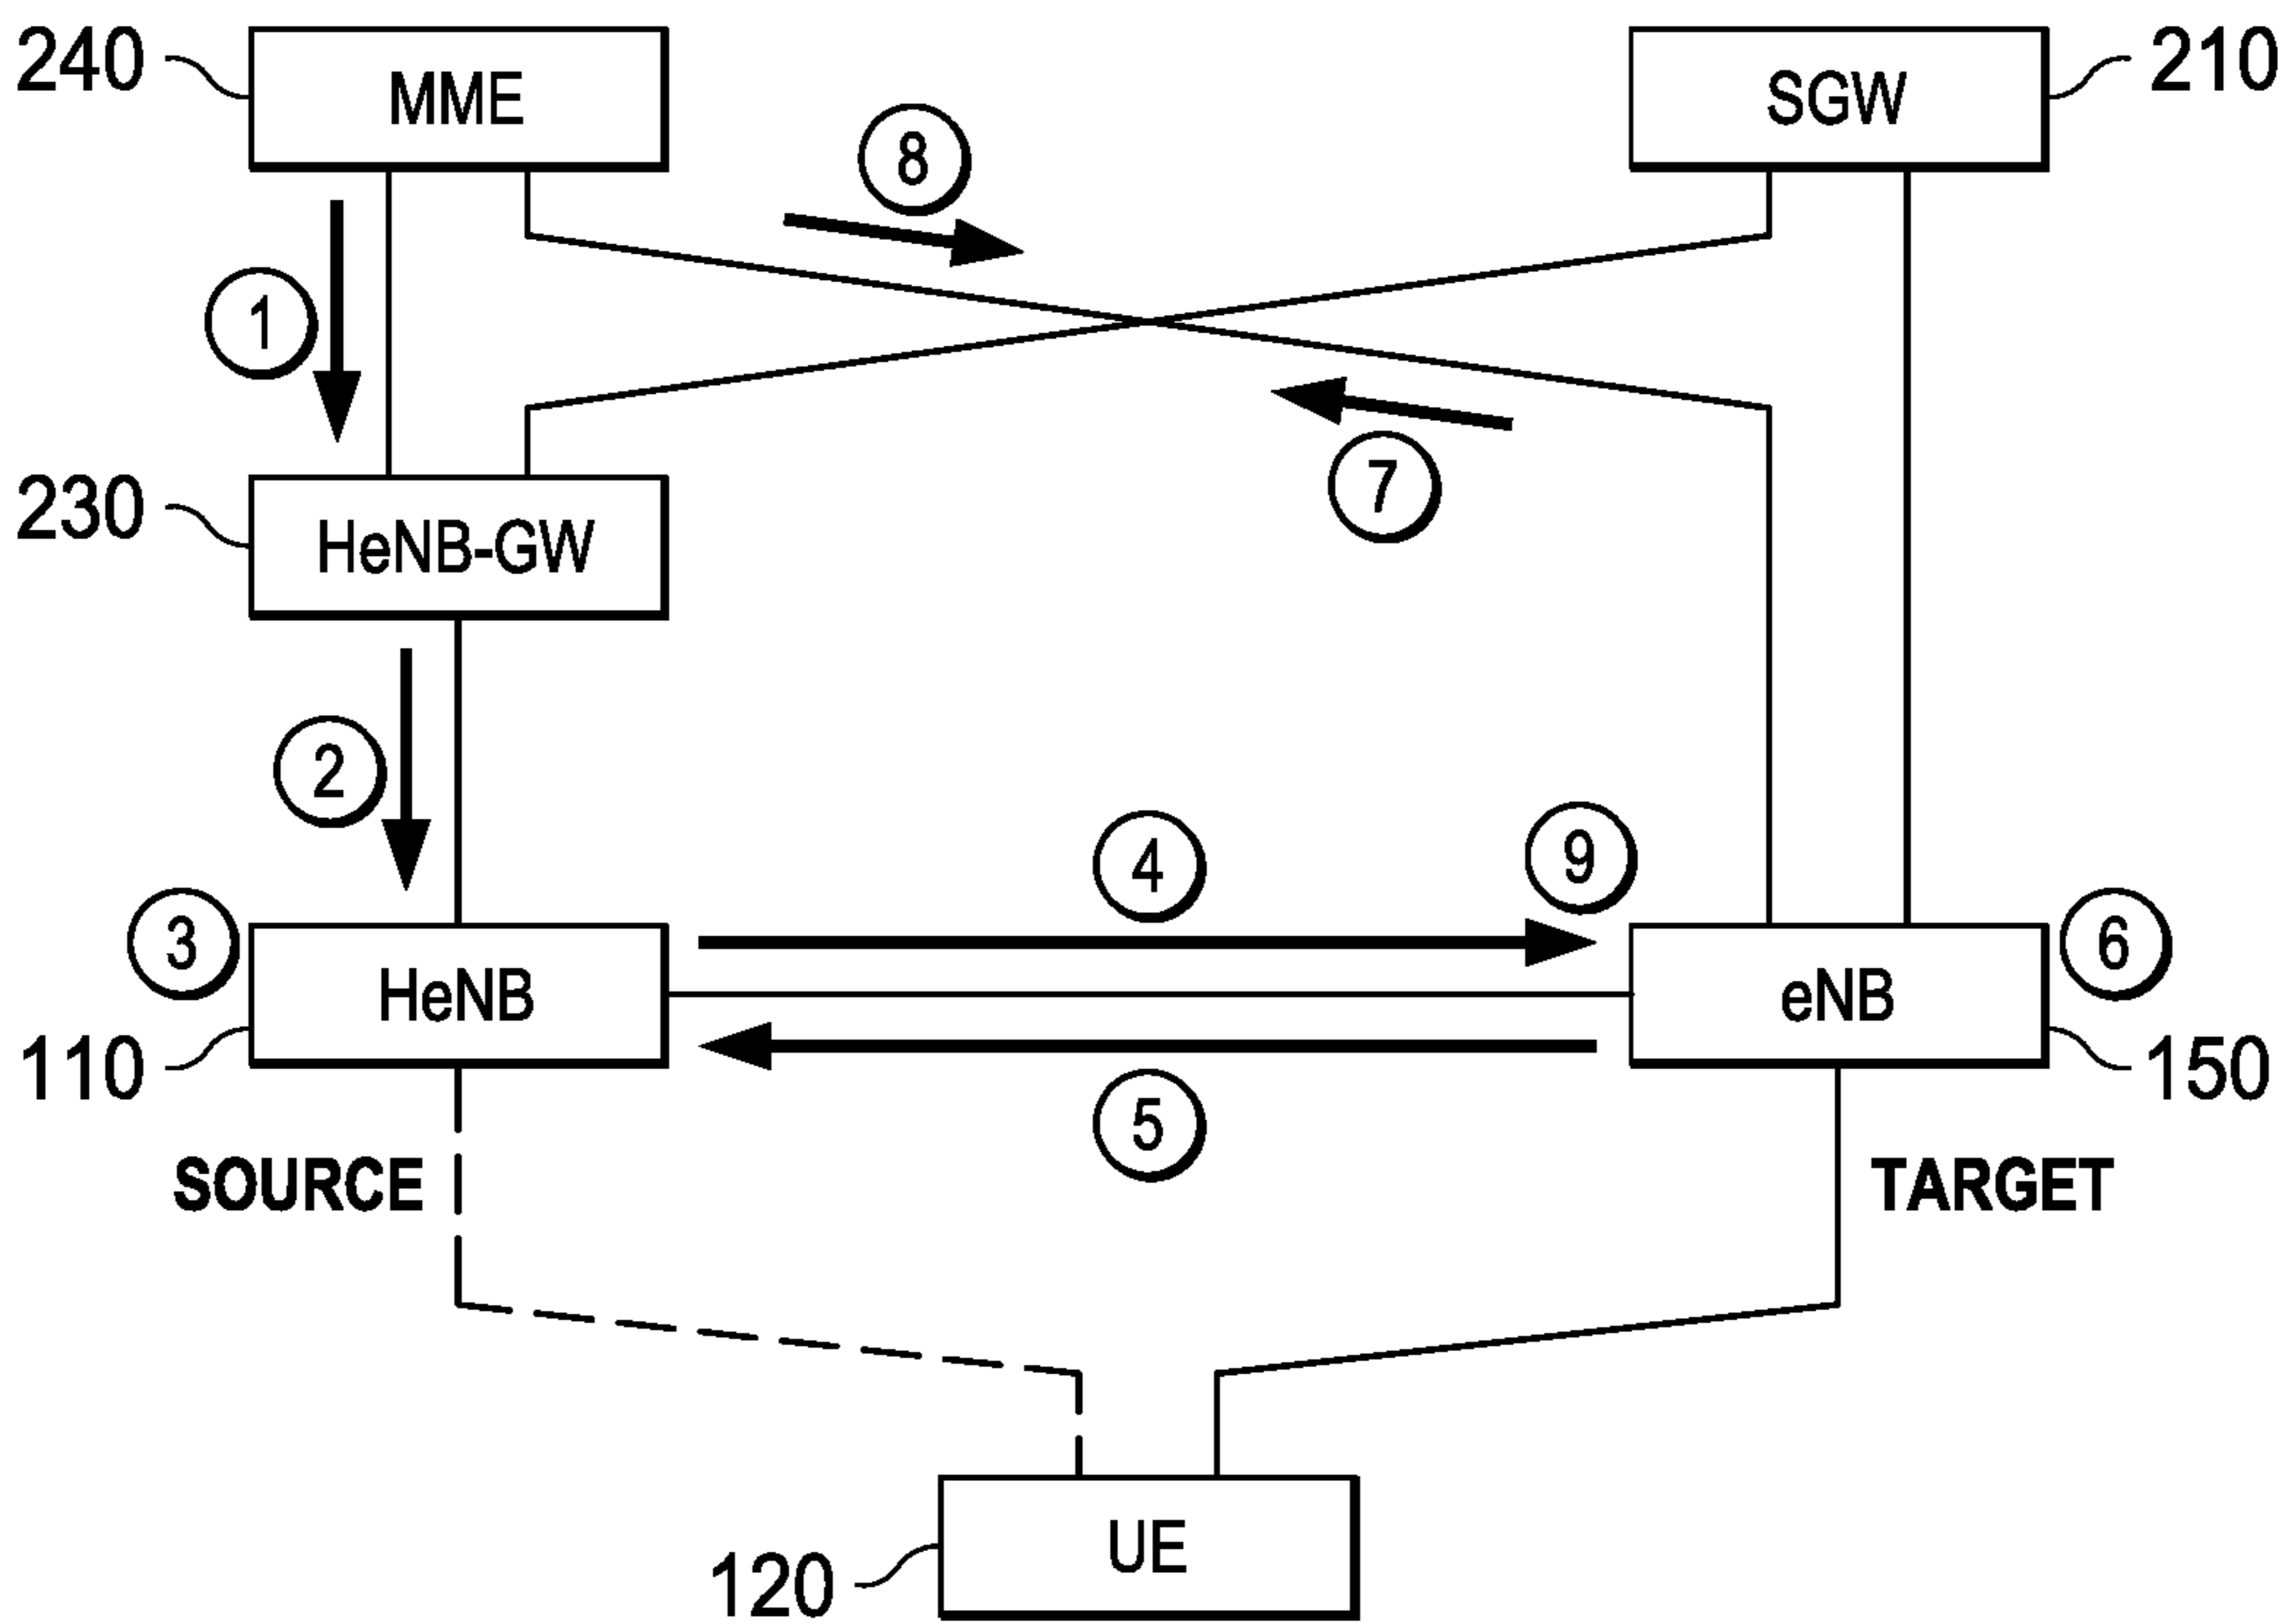 240
MME
SGW
210
8
1
7
230
HeNB-GW
2
4
9
3
HeNB
eNB
6
110
150
5
SOURCE
TARGET
UE
120